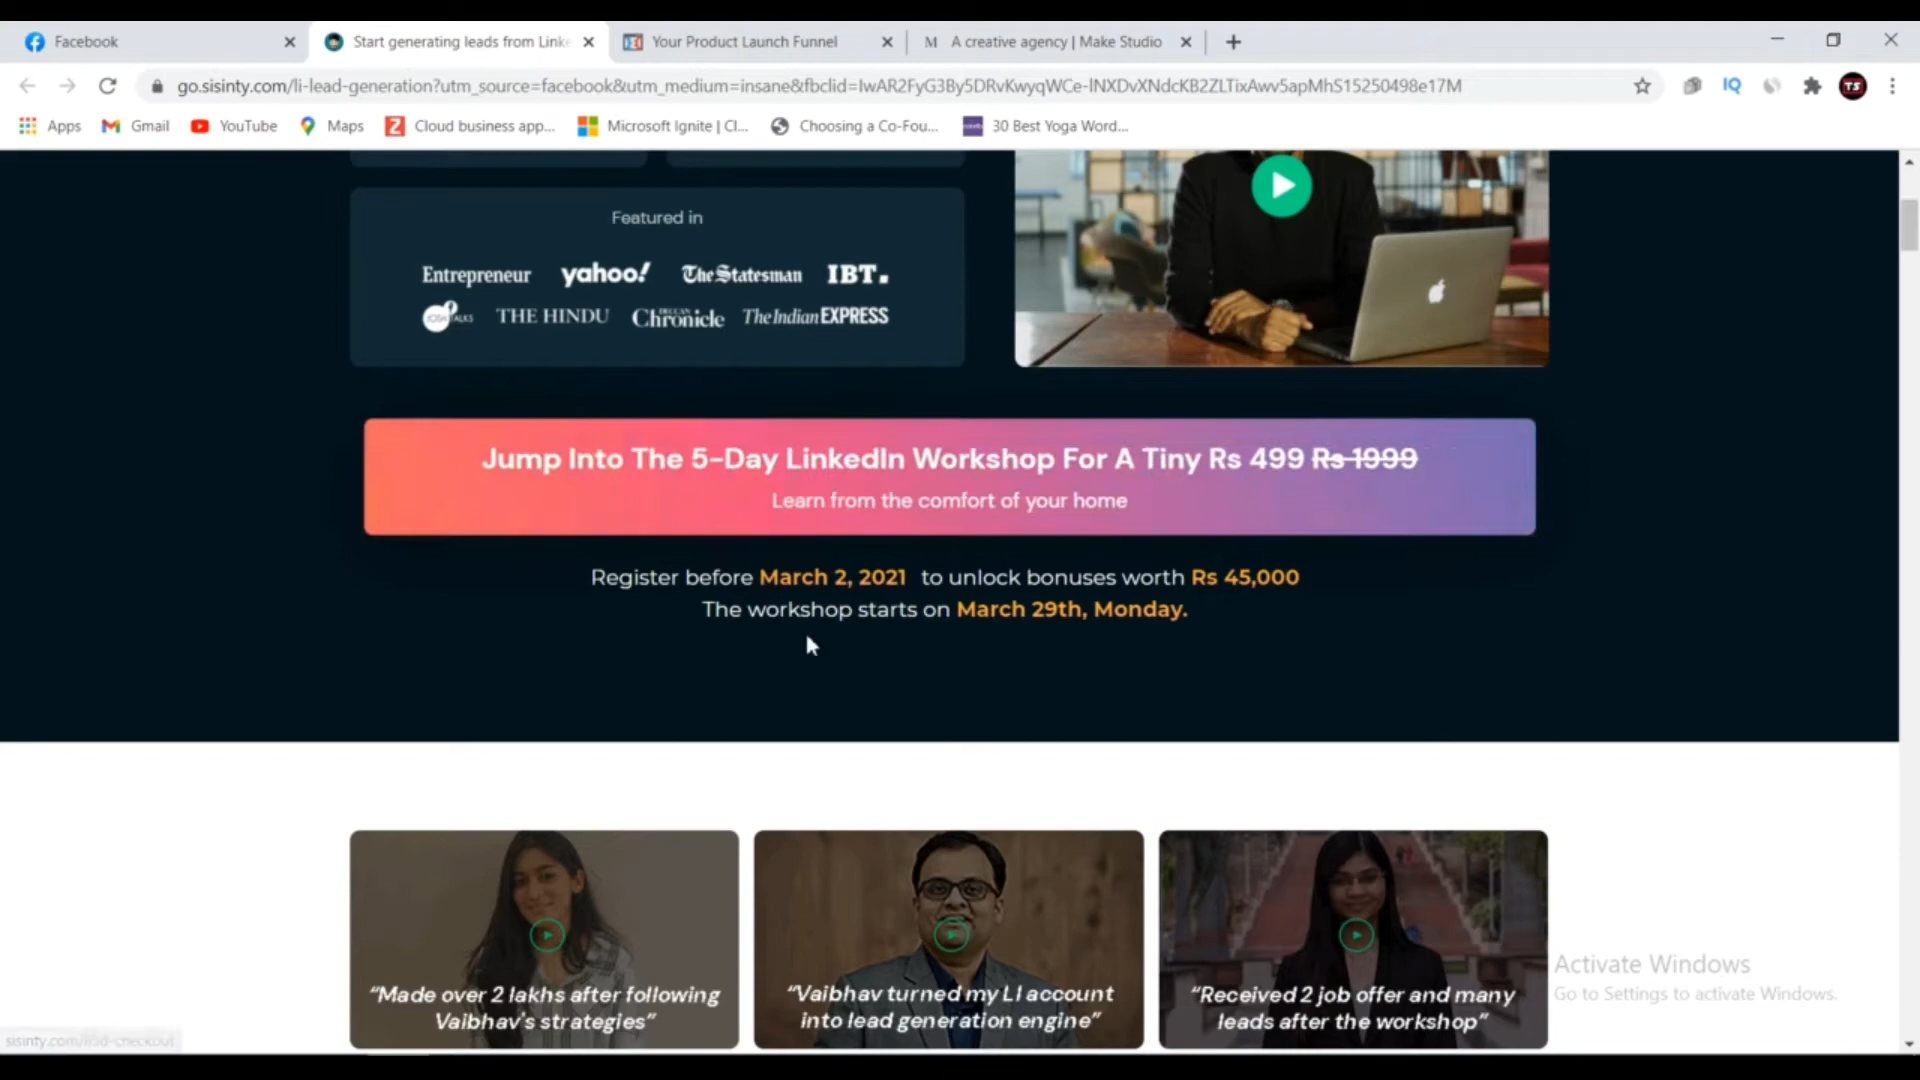 Facebook
Start generating leads from Linke
Your Product Launch Funnel
A creative agency | Make Studio
go.sisinty.com/li-lead-generation?utm_source=facebook&utm_medium=insane&fbclid=IwAR2FyG3By5DRvKwyqWCe-lNXDvXNdcKB2ZLTixAwv5apMhS15250498e17M
IQ
TS
Apps
Gmail
YouTube
Maps
Cloud business app...
Microsoft Ignite | Cl...
Choosing a Co-Fou...
30 Best Yoga Word...
Featured in
Entrepreneur yahoo! The Statesman IBT.
JOSH TALKS THE HINDU DECCAN Chronicle The Indian EXPRESS
Jump Into The 5-Day LinkedIn Workshop For A Tiny Rs 499 Rs 1999
Learn from the comfort of your home
Register before March 2, 2021 to unlock bonuses worth Rs 45,000
The workshop starts on March 29th, Monday.
"Made over 2 lakhs after following
Vaibhav's strategies"
"Vaibhav turned my LI account
into lead generation engine"
"Received 2 job offer and many
leads after the workshop"
Activate Windows
Go to Settings to activate Windows.